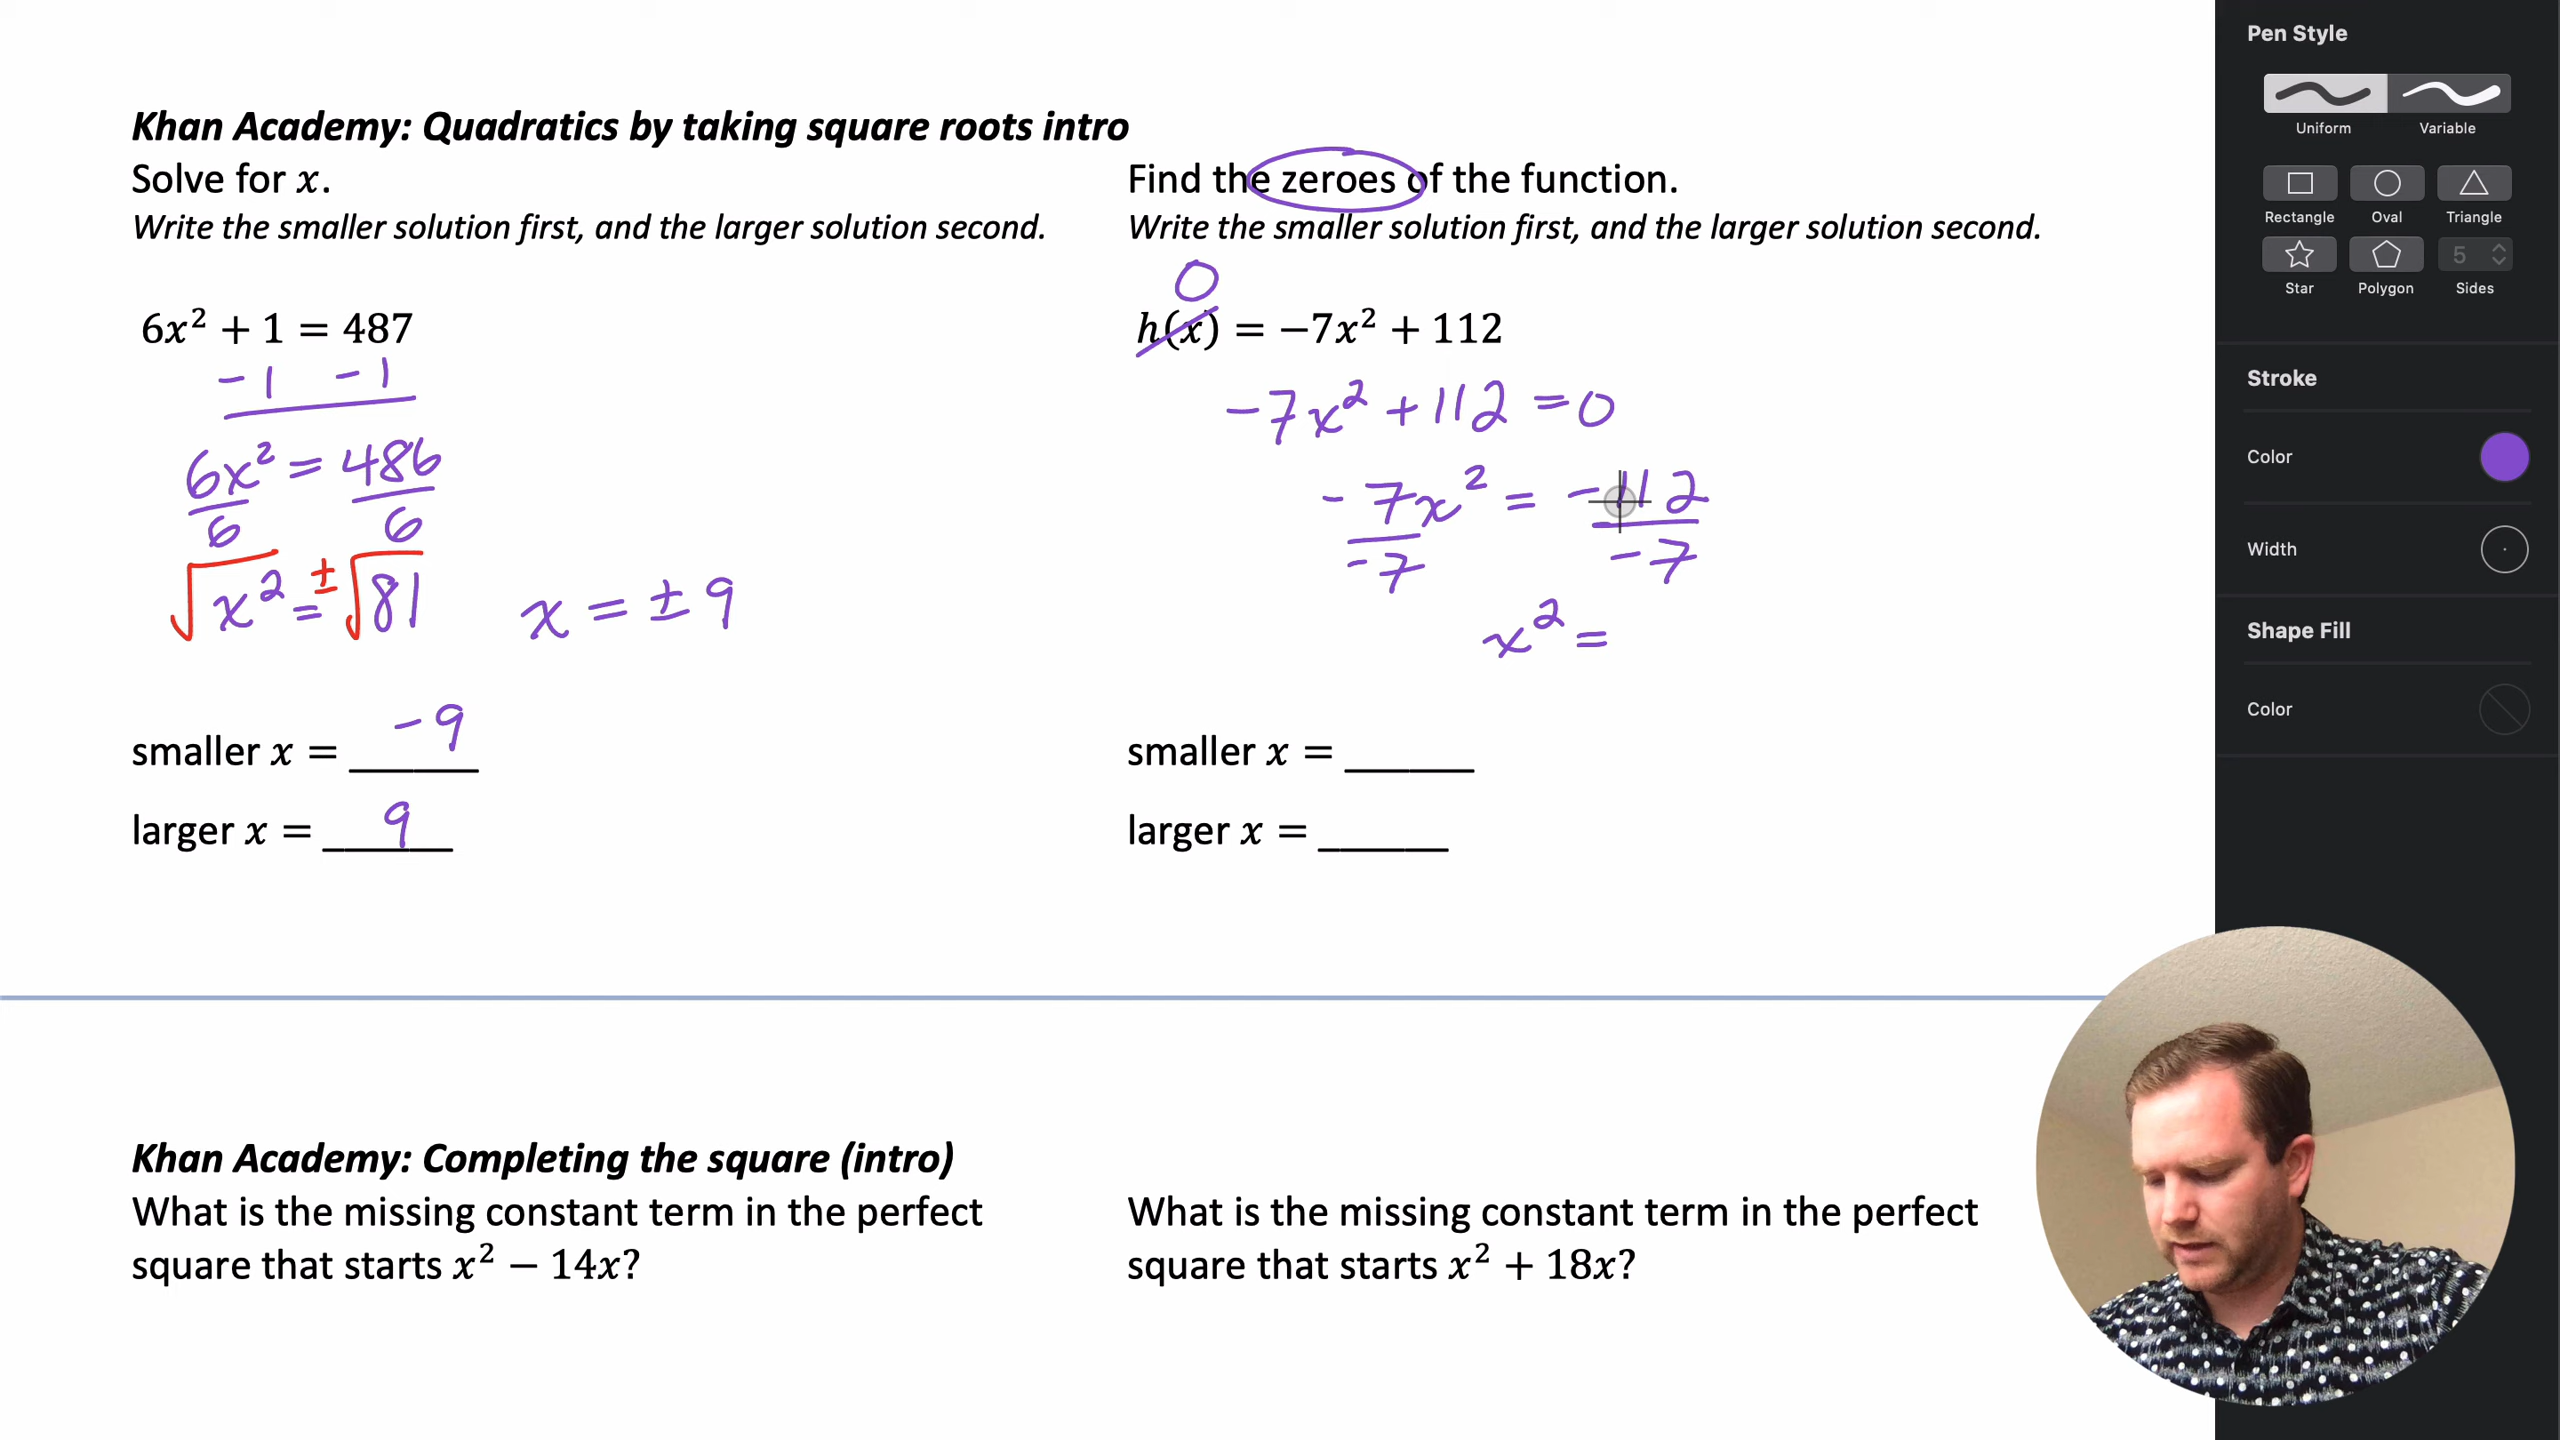 Khan Academy: Quadratics by taking square roots intro
Solve for x.
Write the smaller solution first, and the larger solution second.
6x² + 1 = 487
-1 -1
6x² = 486
6 6
√x² = ±√81 x = ±9
smaller x = -9
larger x = 9
Find the zeroes of the function.
Write the smaller solution first, and the larger solution second.
0
h(x) = −7x² + 112
-7x² + 112 = 0
-7x² = -112
-7 -7
x² =
smaller x = ______
larger x = ______
Khan Academy: Completing the square (intro)
What is the missing constant term in the perfect
square that starts x² − 14x?
What is the missing constant term in the perfect
square that starts x² + 18x?
Pen Style
Uniform Variable
Rectangle Oval Triangle
5
Star Polygon Sides
Stroke
Color
Width
Shape Fill
Color